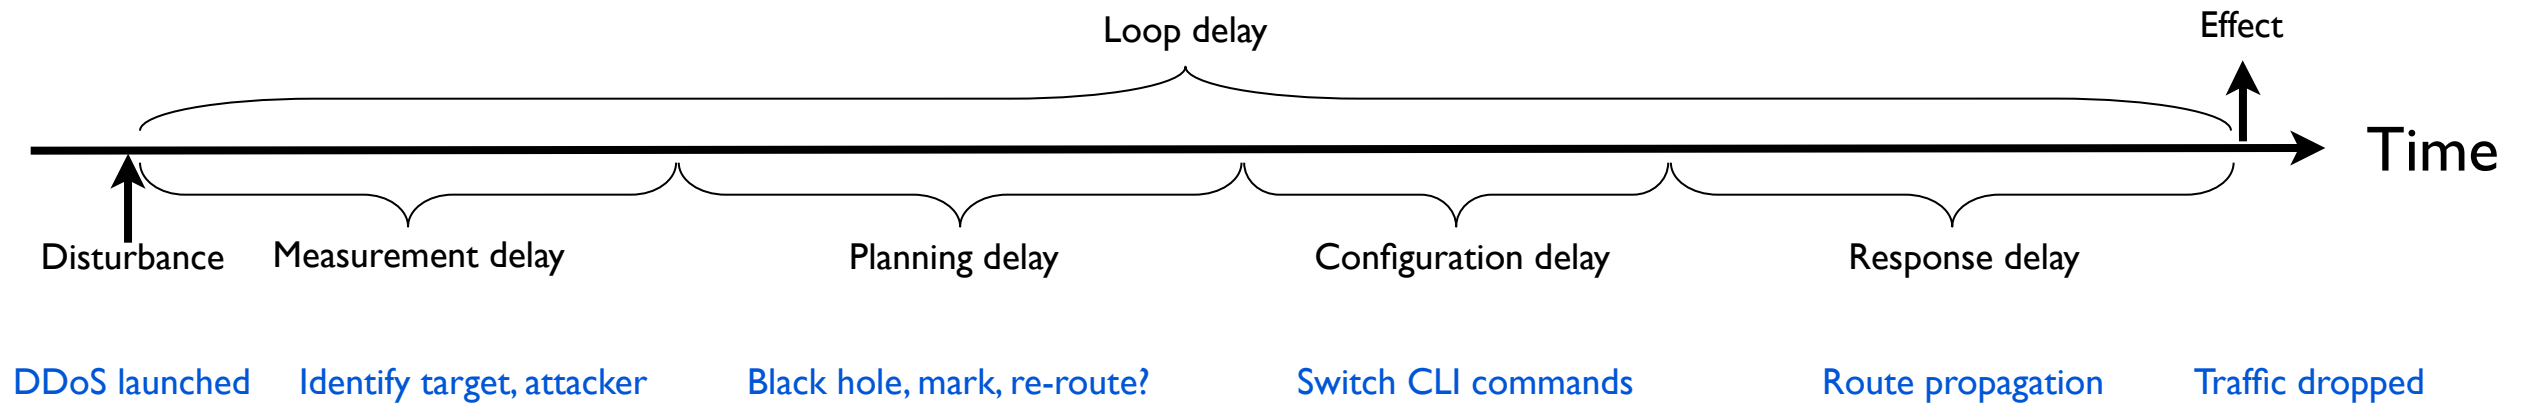 Loop delay
Effect
Time
Disturbance
Measurement delay
Planning delay
Configuration delay
Response delay
DDoS launched
Identify target, attacker
Black hole, mark, re-route?
Switch CLI commands
Route propagation
Traffic dropped